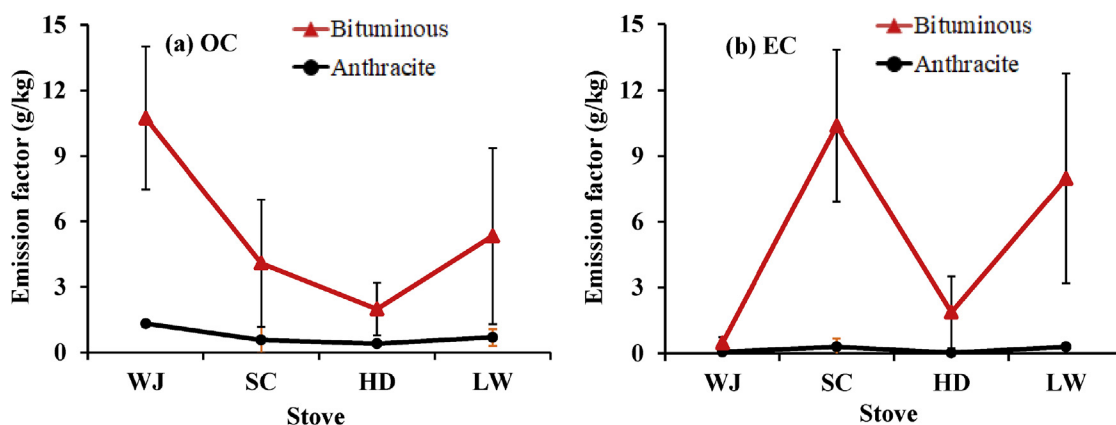 (a) OC
Bituminous
Anthracite
Emission factor (g/kg)
15
12
9
6
3
0
WJ SC HD LW
Stove
(b) EC
Bituminous
Anthracite
Emission factor (g/kg)
15
12
9
6
3
0
WJ SC HD LW
Stove